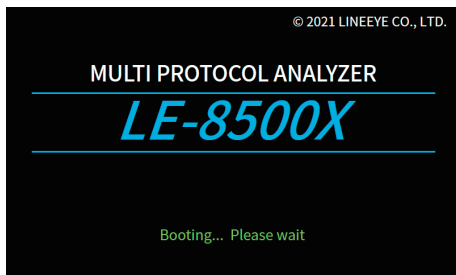 © 2021 LINEEYE CO., LTD.
MULTI PROTOCOL ANALYZER
LE-8500X
Booting... Please wait